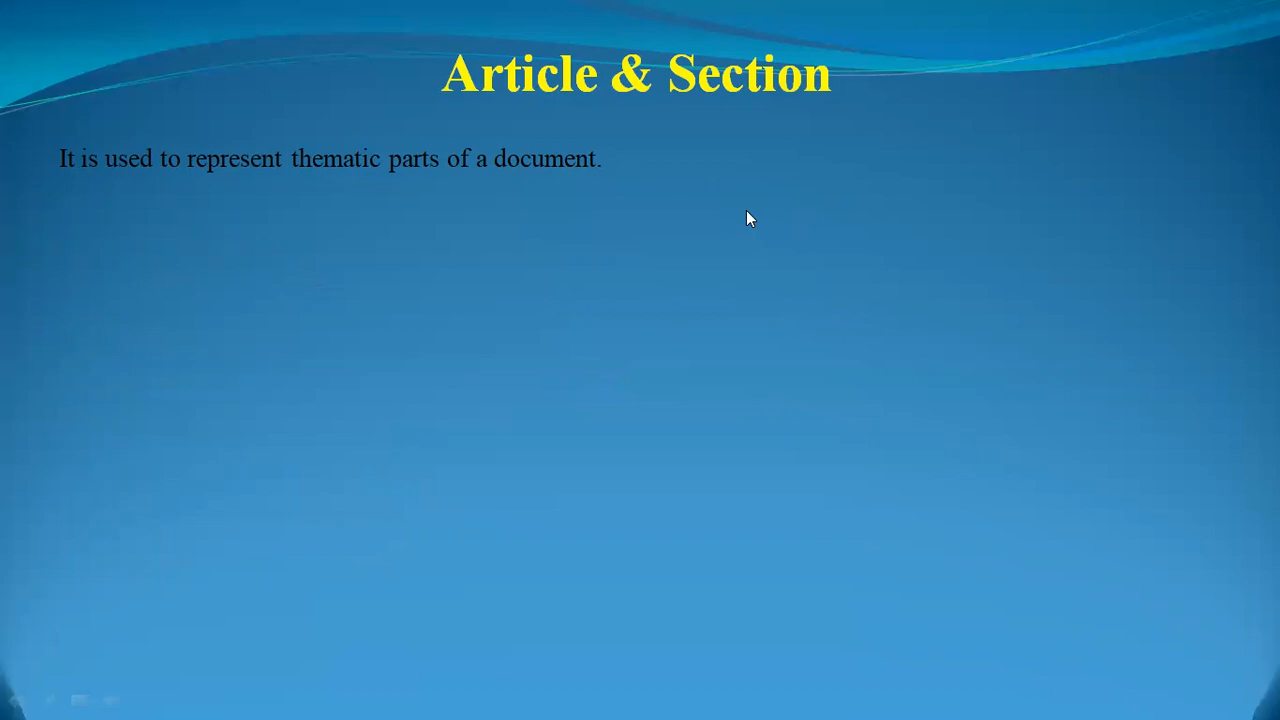 Article & Section
It is used to represent thematic parts of a document.